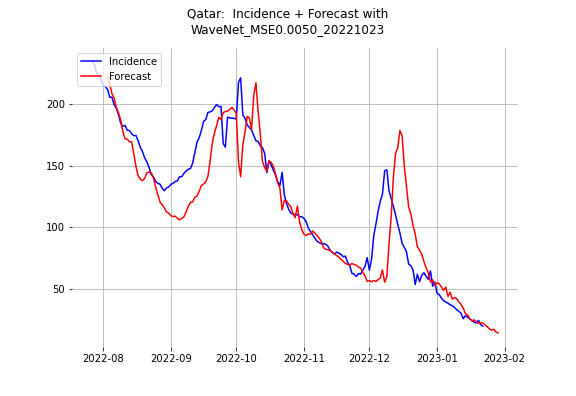 Qatar:  Incidence + Forecast with
WaveNet_MSE0.0050_20221023
Incidence
Forecast
200
150
100
50
2022-08 2022-09 2022-10 2022-11 2022-12 2023-01 2023-02